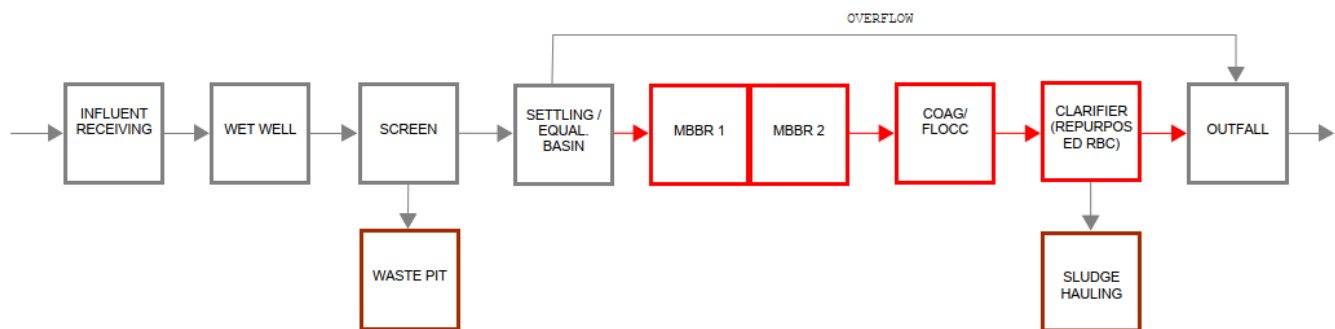 OVERFLOW
INFLUENT
RECEIVING
WET WELL
SCREEN
SETTLING /
EQUAL.
BASIN
MBBR 1
MBBR 2
COAG/
FLOCC
CLARIFIER
(REPURPOS
ED RBC)
OUTFALL
WASTE PIT
SLUDGE
HAULING